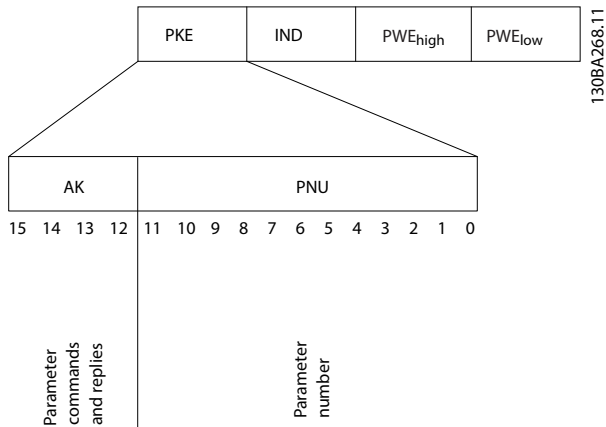 PKE IND PWEhigh PWElow
130BA268.11
AK PNU
15 14 13 12 11 10 9 8 7 6 5 4 3 2 1 0
Parameter
commands
and replies
Parameter
number